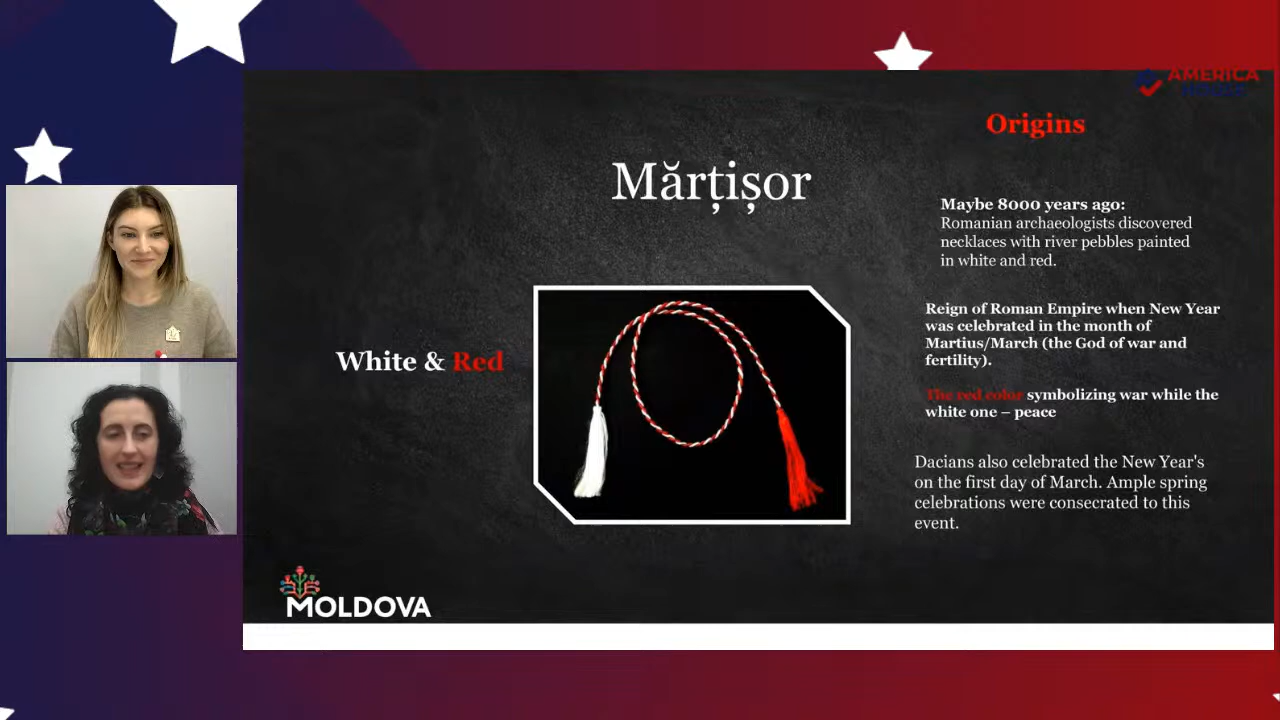 AMERICA
HOUSE
Origins
Mărțișor
Maybe 8000 years ago:
Romanian archaeologists discovered
necklaces with river pebbles painted
in white and red.
White & Red
Reign of Roman Empire when New Year
was celebrated in the month of
Martius/March (the God of war and
fertility).
The red color symbolizing war while the
white one – peace
Dacians also celebrated the New Year's
on the first day of March. Ample spring
celebrations were consecrated to this
event.
MOLDOVA